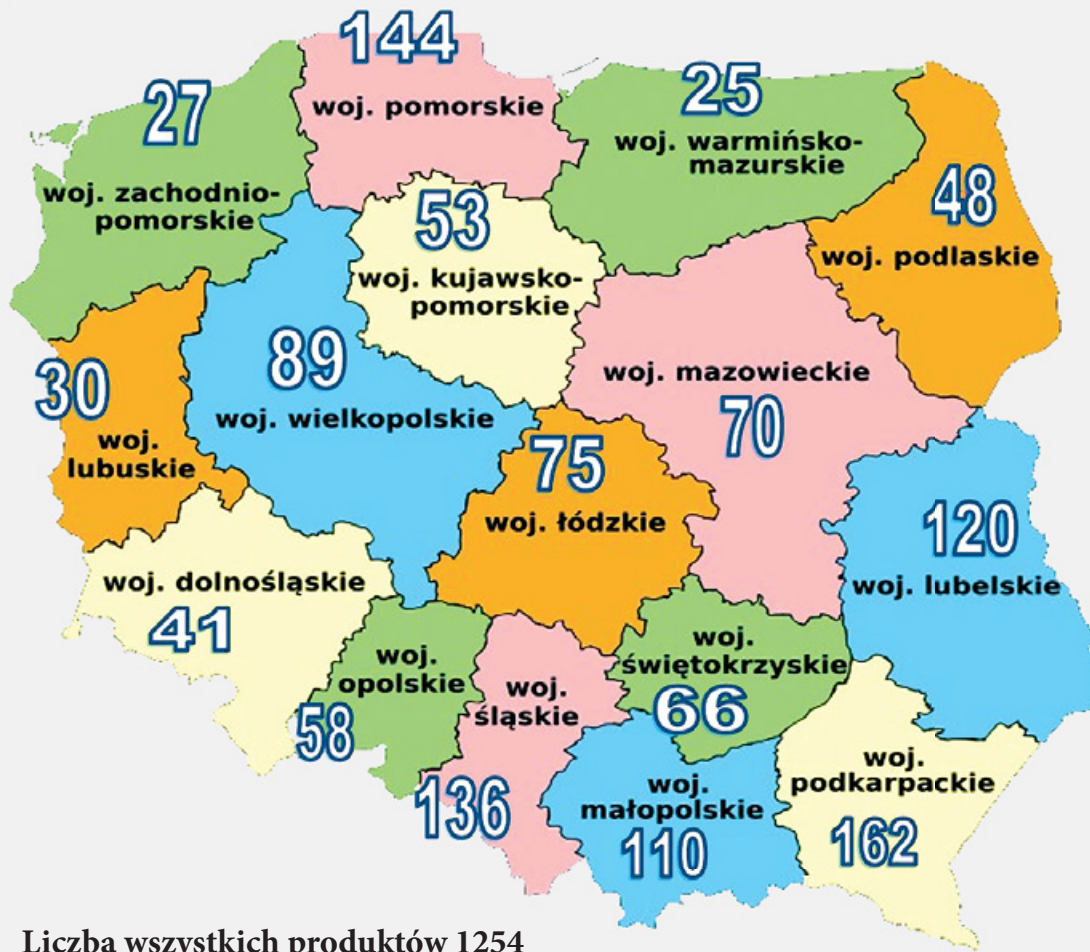 144
woj. pomorskie
27
woj. zachodnio-
pomorskie
25
woj. warmińsko-
mazurskie
48
woj. podlaskie
53
woj. kujawsko-
pomorskie
30
woj.
lubuskie
89
woj. wielkopolskie
woj. mazowieckie
70
75
woj. łódzkie
120
woj. lubelskie
woj. dolnośląskie
41
woj.
opolskie
58
woj.
śląskie
136
woj.
świętokrzyskie
66
woj.
małopolskie
110
woj.
podkarpackie
162
Liczba wszystkich produktów 1254